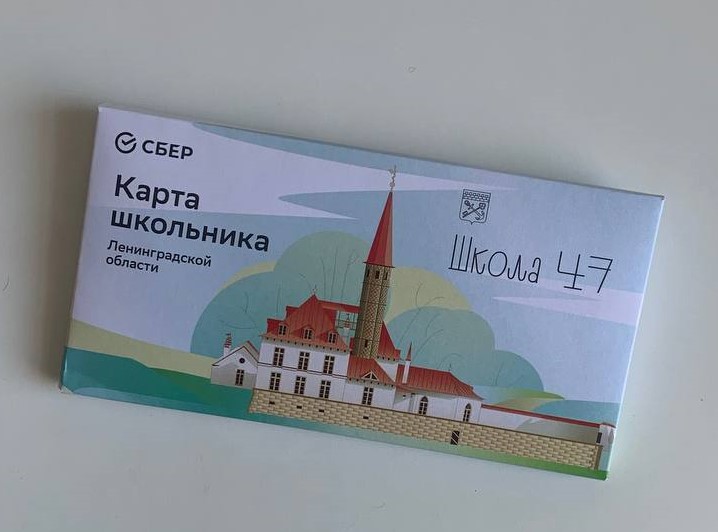 СБЕР
Карта
школьника
Ленинградской
области
Школа 47